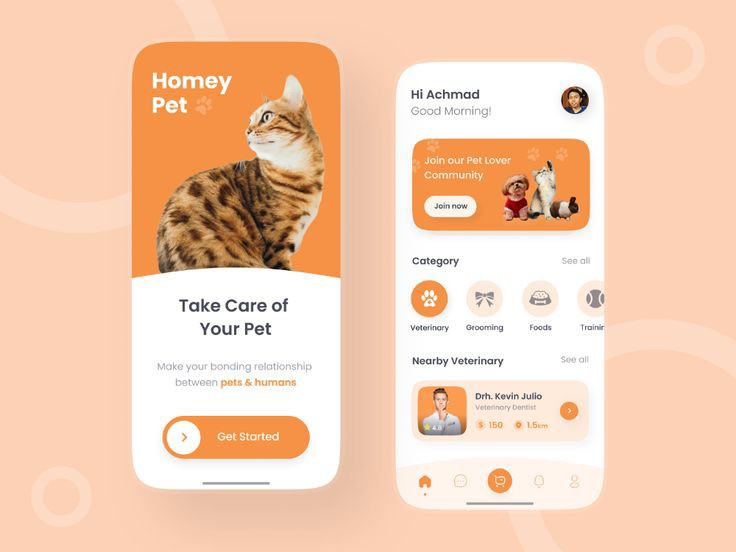 Homey
Pet
Take Care of
Your Pet
Make your bonding relationship
between pets & humans
Get Started
Hi Achmad
Good Morning!
Join our Pet Lover
Community
Join now
Category
See all
Veterinary
Grooming
Foods
Trainin
Nearby Veterinary
See all
Drh. Kevin Julio
Veterinary Dentist
4.8
$ 150
1.5km